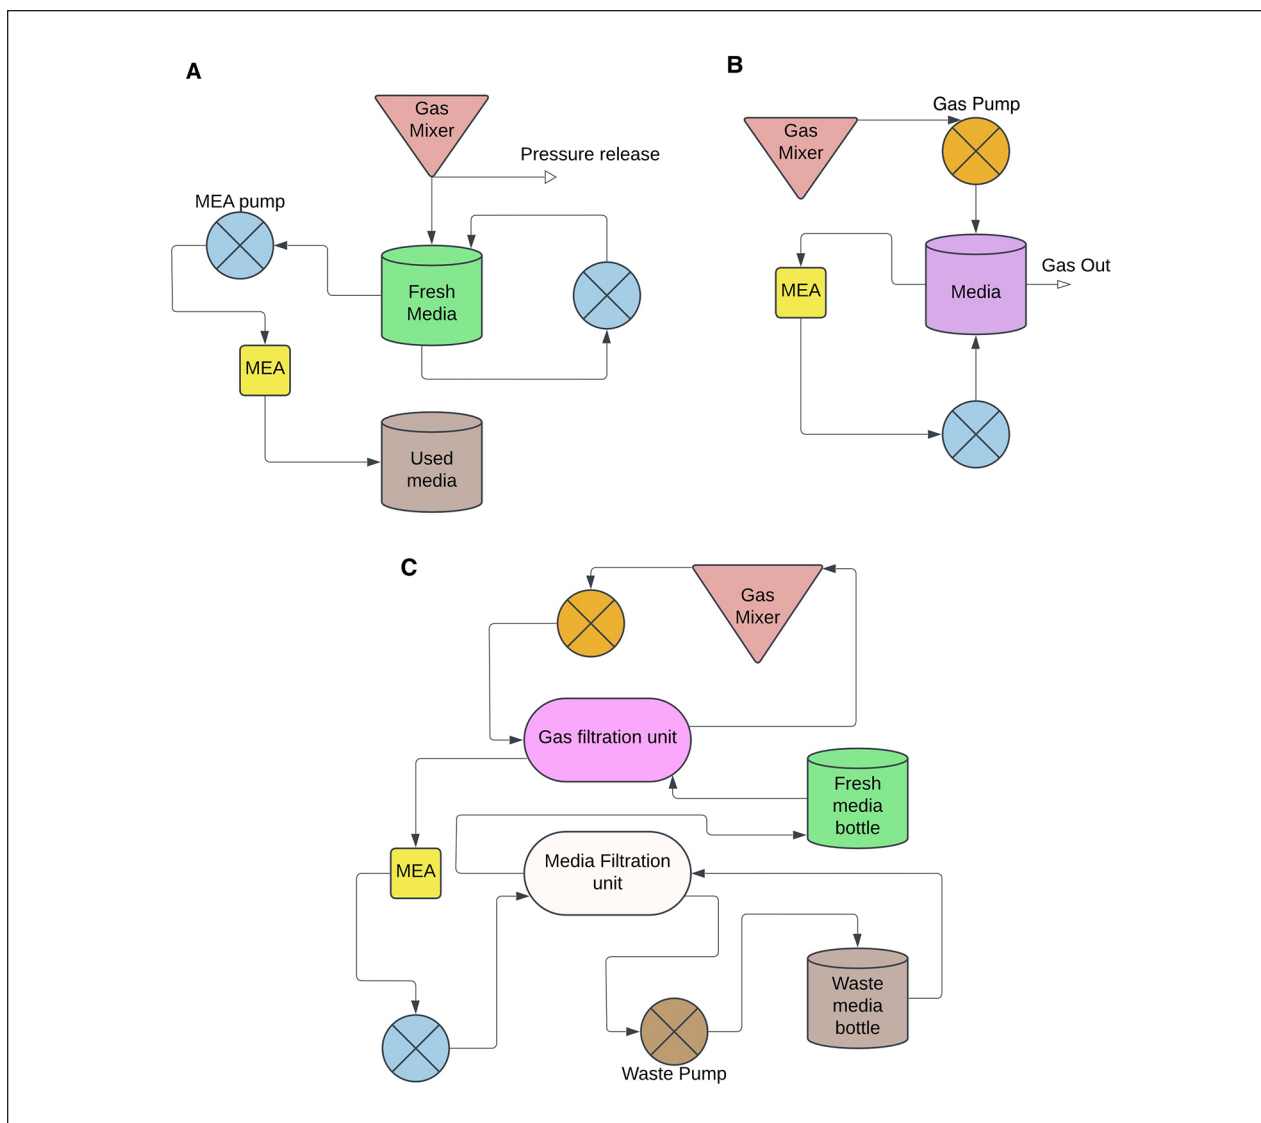 A
Gas
Mixer
Pressure release
MEA pump
Fresh
Media
MEA
Used
media
B
Gas Pump
Gas
Mixer
Gas Out
MEA
Media
C
Gas
Mixer
Gas filtration unit
Fresh
media
bottle
Media Filtration
unit
MEA
Waste
media
bottle
Waste Pump